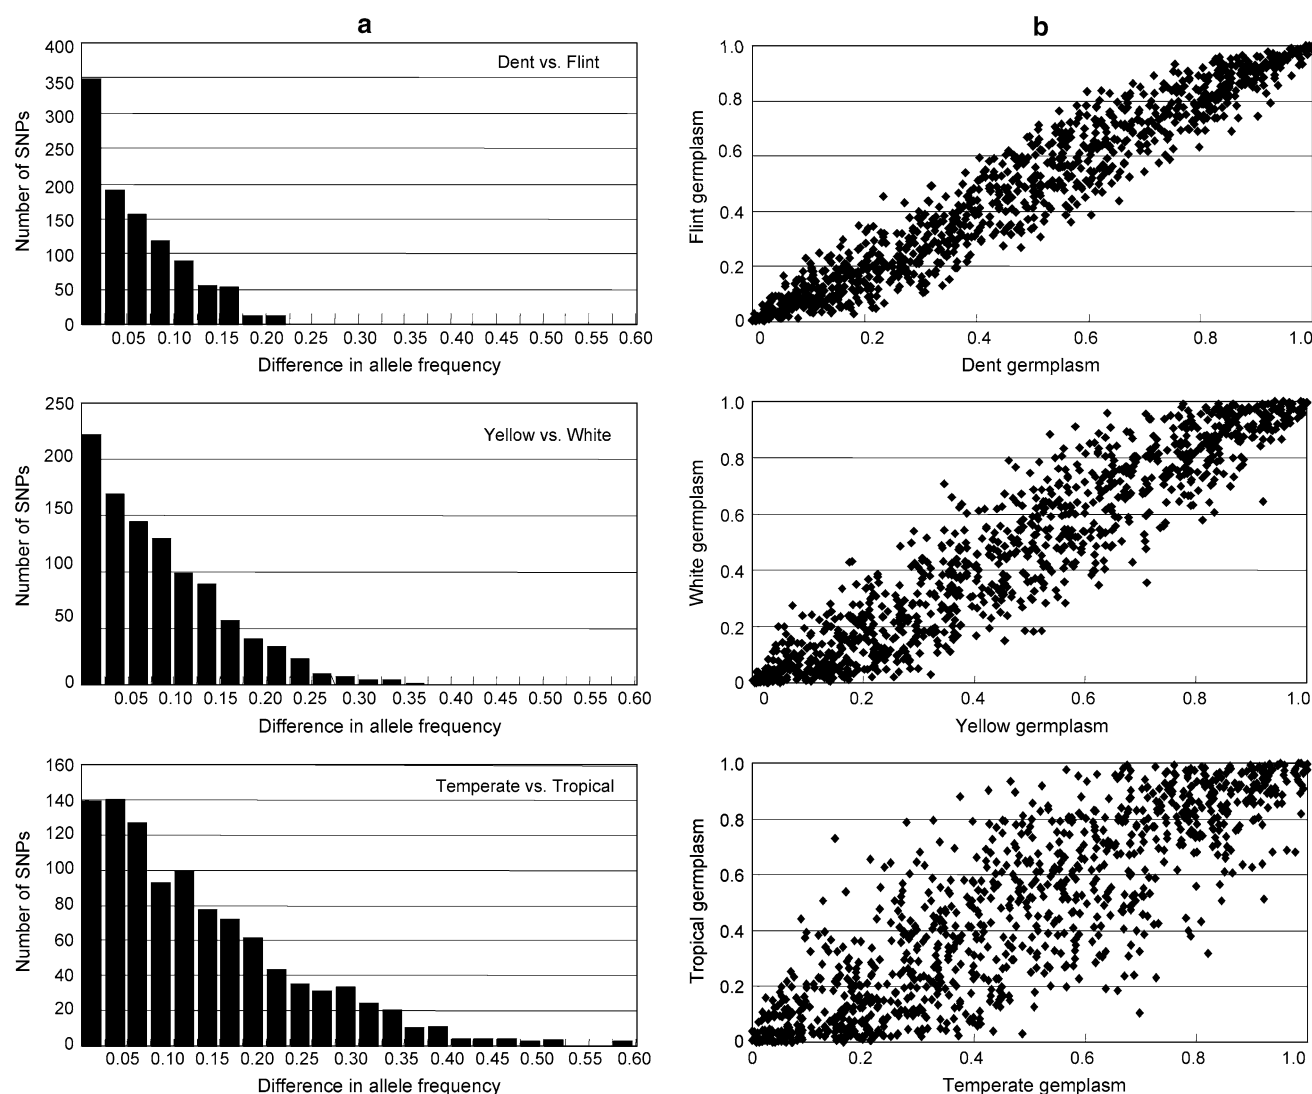 a
b
400
350
300
250
200
150
100
50
0
Number of SNPs
Dent vs. Flint
0.05 0.10 0.15 0.20 0.25 0.30 0.35 0.40 0.45 0.50 0.55 0.60
Difference in allele frequency
1.0
0.8
0.6
0.4
0.2
0
Flint germplasm
0 0.2 0.4 0.6 0.8 1.0
Dent germplasm
250
200
150
100
50
0
Number of SNPs
Yellow vs. White
0.05 0.10 0.15 0.20 0.25 0.30 0.35 0.40 0.45 0.50 0.55 0.60
Difference in allele frequency
1.0
0.8
0.6
0.4
0.2
0
White germplasm
0 0.2 0.4 0.6 0.8 1.0
Yellow germplasm
160
140
120
100
80
60
40
20
0
Number of SNPs
Temperate vs. Tropical
0.05 0.10 0.15 0.20 0.25 0.30 0.35 0.40 0.45 0.50 0.55 0.60
Difference in allele frequency
1.0
0.8
0.6
0.4
0.2
0
Tropical germplasm
0 0.2 0.4 0.6 0.8 1.0
Temperate gemplasm